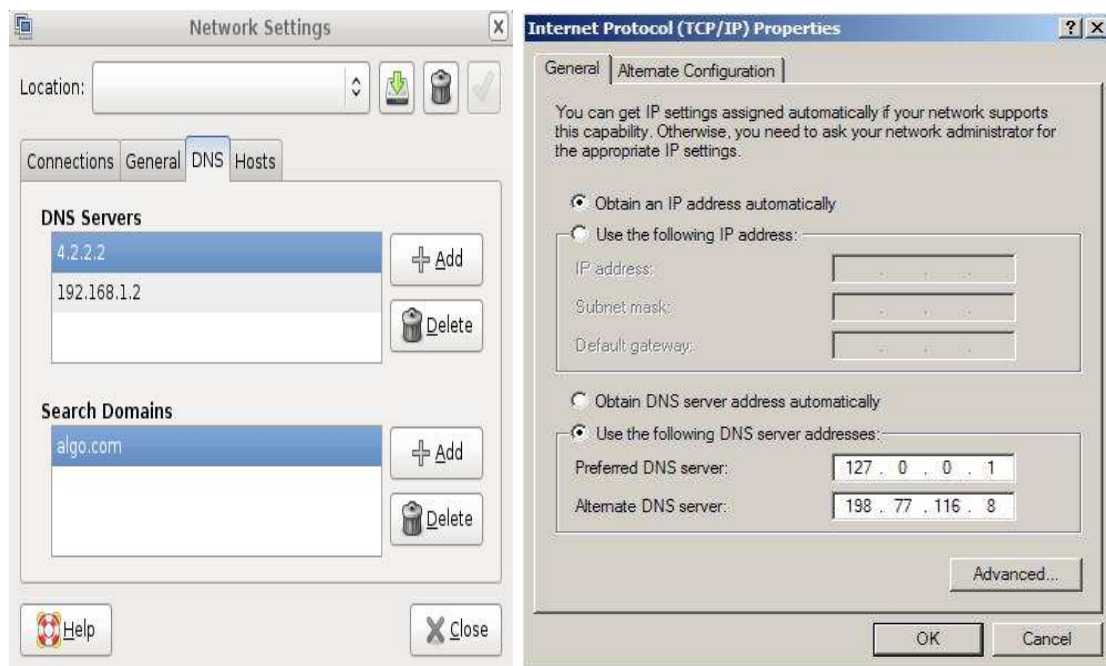 Network Settings
Location:
Connections General DNS Hosts
DNS Servers
4.2.2.2
192.168.1.2
Add
Delete
Search Domains
algo.com
Add
Delete
Help
Close
Internet Protocol (TCP/IP) Properties
General Alternate Configuration
You can get IP settings assigned automatically if your network supports
this capability. Otherwise, you need to ask your network administrator for
the appropriate IP settings.
Obtain an IP address automatically
Use the following IP address:
IP address:
Subnet mask:
Default gateway:
Obtain DNS server address automatically
Use the following DNS server addresses:
Preferred DNS server: 127 . 0 . 0 . 1
Alternate DNS server: 198 . 77 . 116 . 8
Advanced...
OK Cancel